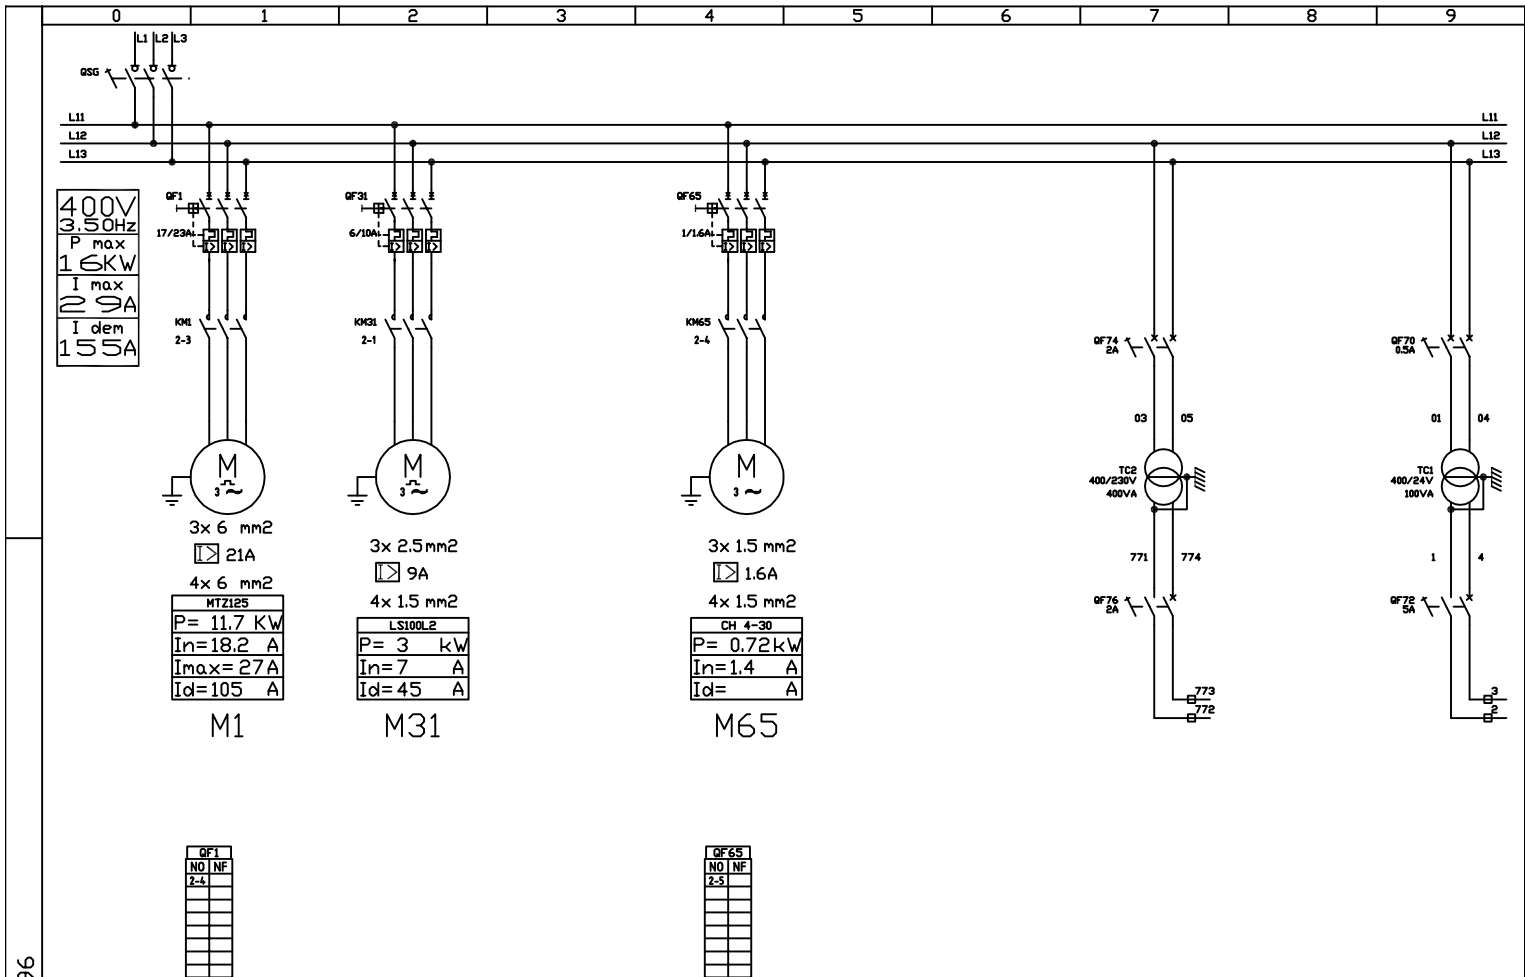 0 1 2 3 4 5 6 7 8 9
L1 L2 L3
QSG
L11 L11
L12 L12
L13 L13
400V
3.50Hz
P max
16KW
I max
29A
I dem
155A
QF1
17/23A
KM1
2-3
M
3 ~
3x 6 mm2
I> 21A
4x 6 mm2
MTZ125
P= 11.7 KW
In=18.2 A
Imax=27A
Id=105 A
M1
QF31
6/10A
KM31
2-1
M
3 ~
3x 2.5mm2
I> 9A
4x 1.5 mm2
LS100L2
P= 3 kW
In=7 A
Id=45 A
M31
QF65
1/1.6A
KM65
2-4
M
3 ~
3x 1.5 mm2
I> 1.6A
4x 1.5 mm2
CH 4-30
P= 0.72kW
In=1.4 A
Id= A
M65
QF74
2A
03 05
TC2
400/230V
400VA
771 774
QF76
2A
773
772
QF70
0.5A
01 04
TC1
400/24V
100VA
1 4
QF72
5A
3
2
QF1
NO NF
2-4
QF65
NO NF
2-5